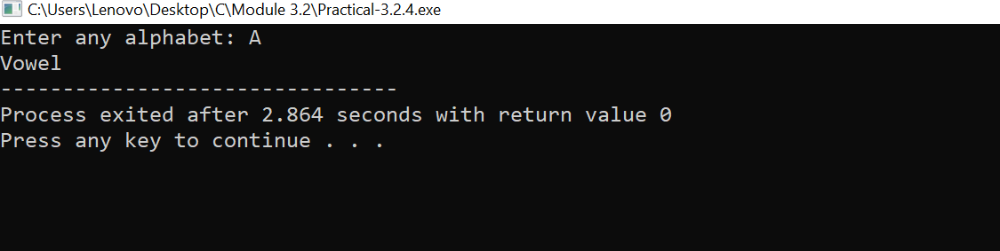 C:\Users\Lenovo\Desktop\C\Module 3.2\Practical-3.2.4.exe
Enter any alphabet: A
Vowel
--------------------------------
Process exited after 2.864 seconds with return value 0
Press any key to continue . . .